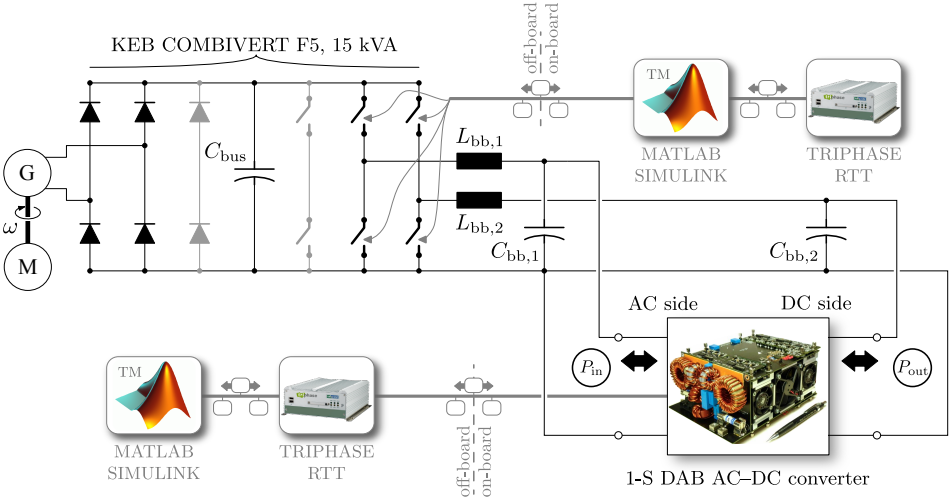 KEB COMBIVERT F5, 15 kVA
off-board
on-board
TM
MATLAB
SIMULINK
TRIPHASE
RTT
G
ω
M
C_bus
L_bb,1
L_bb,2
C_bb,1
C_bb,2
AC side
DC side
P_in
P_out
1-S DAB AC–DC converter
TM
MATLAB
SIMULINK
TRIPHASE
RTT
off-board
on-board